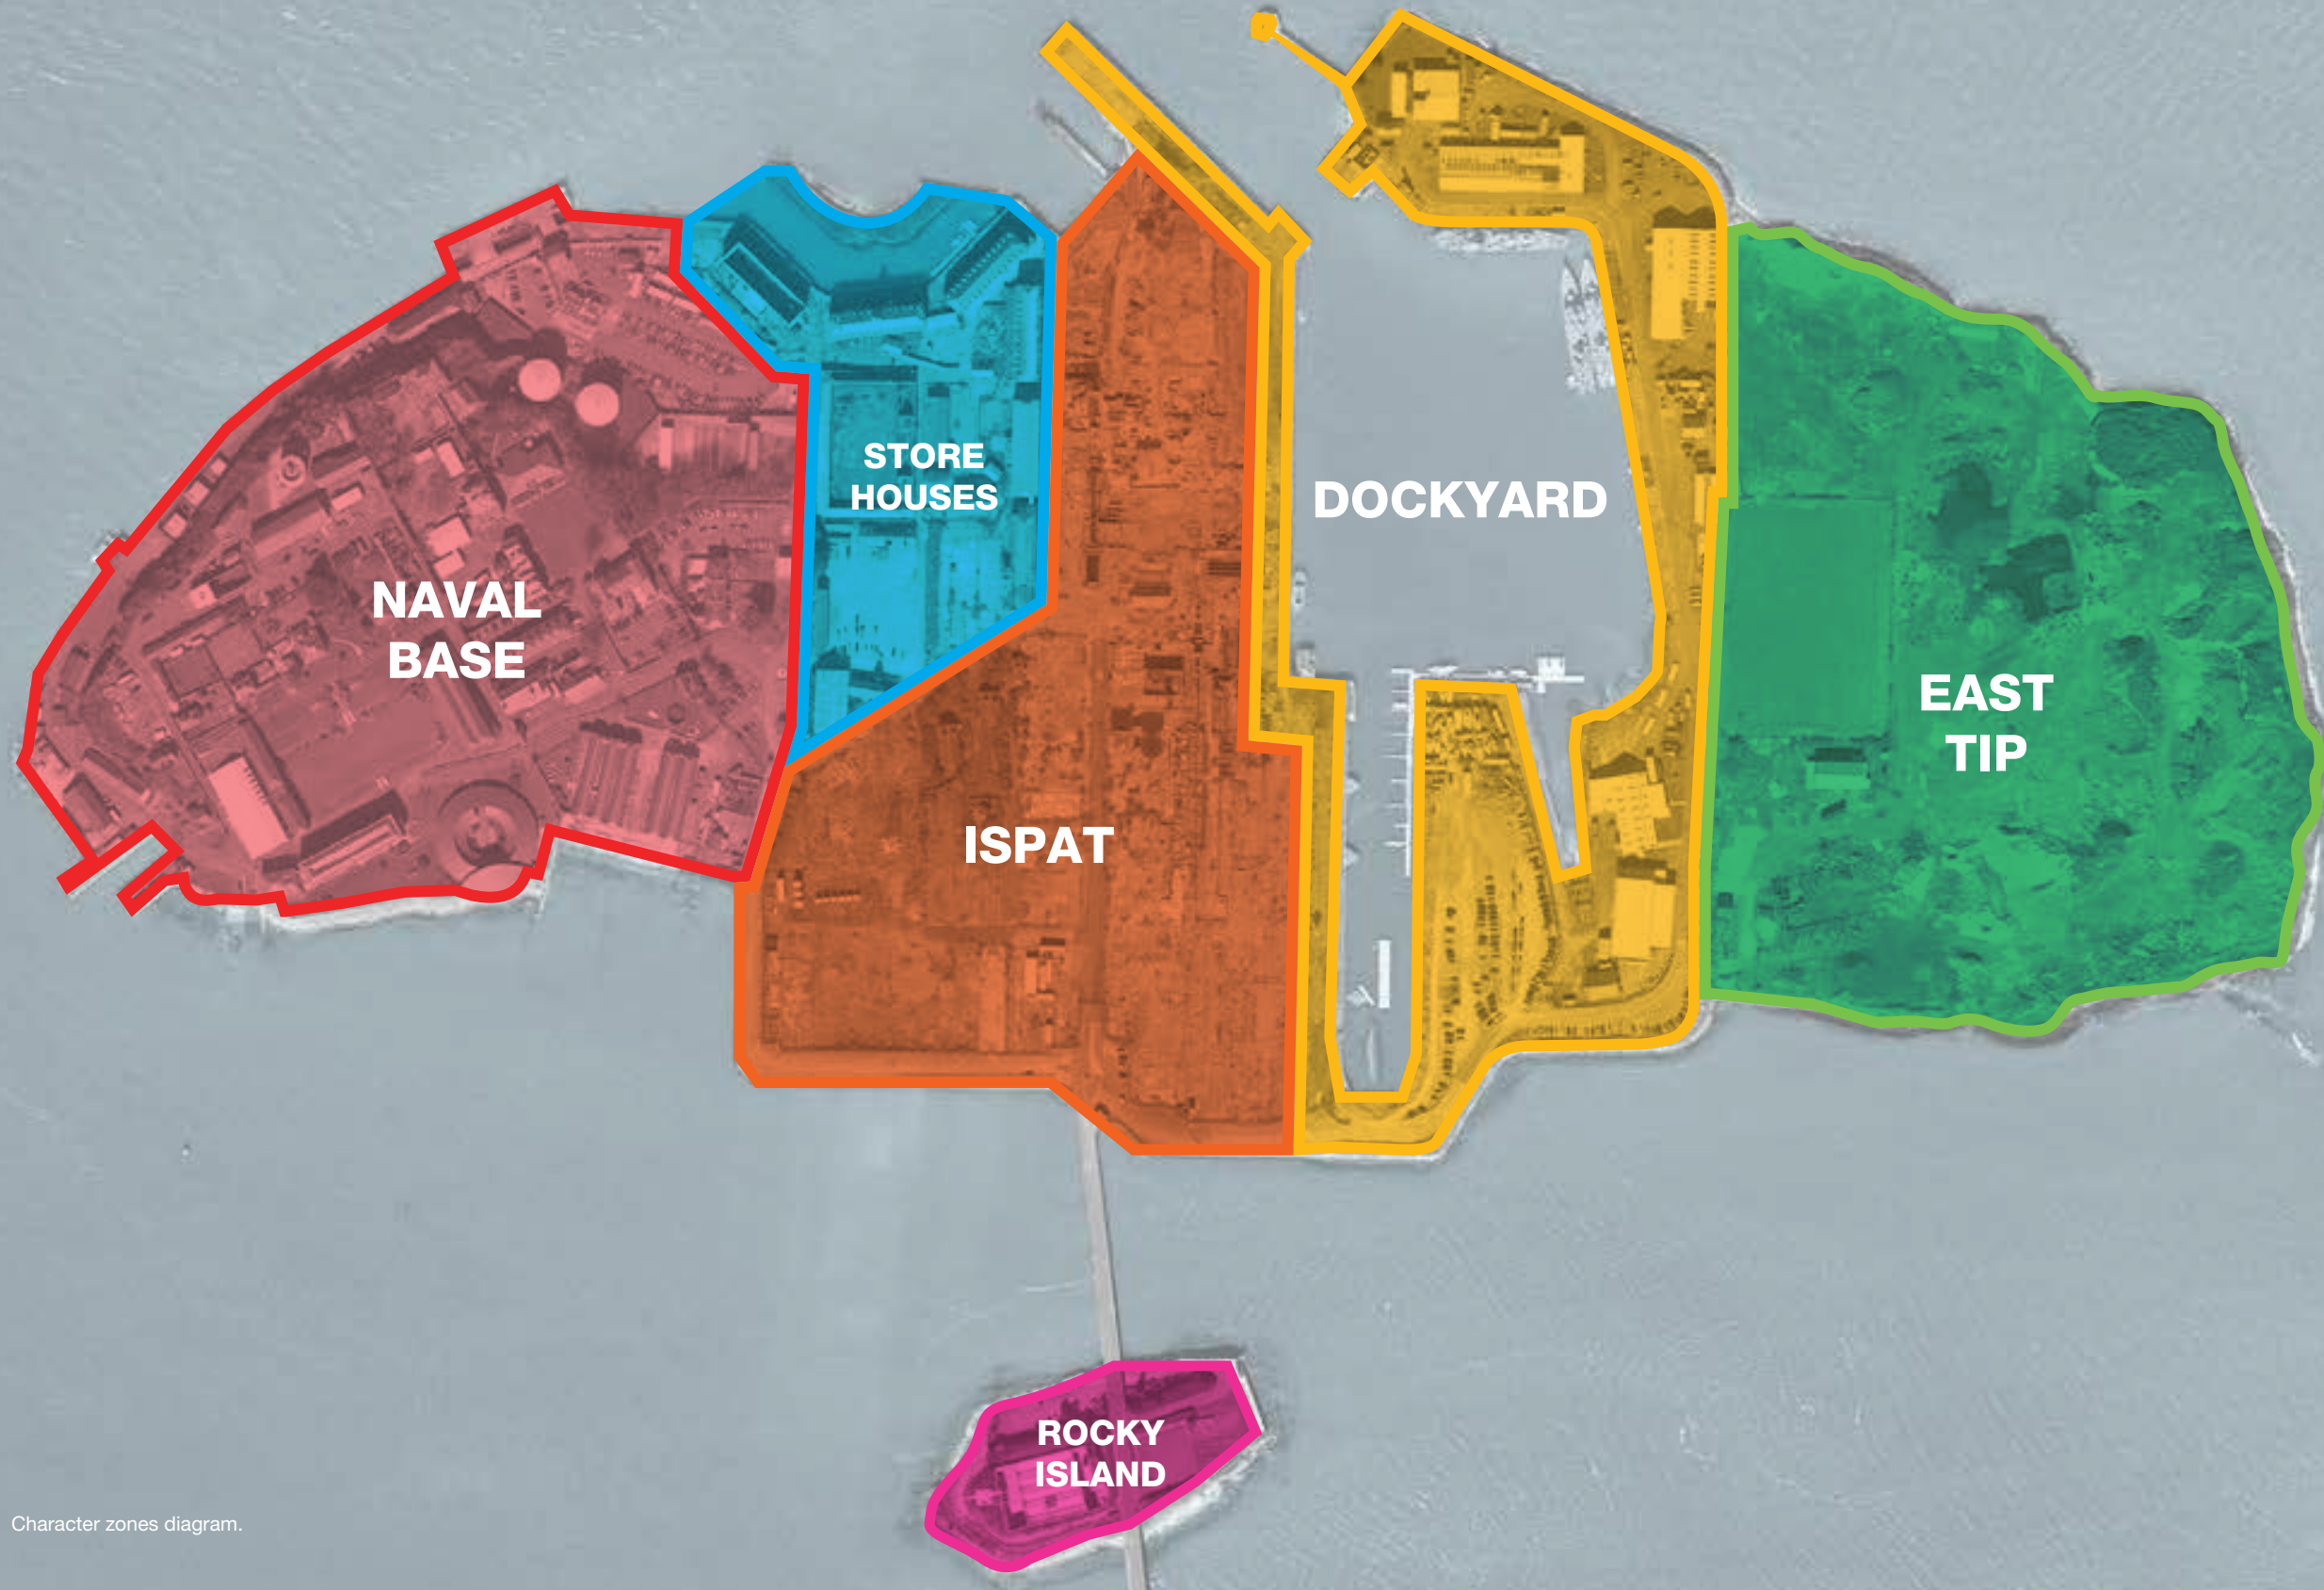 STORE
HOUSES
DOCKYARD
NAVAL
BASE
EAST
TIP
ISPAT
ROCKY
ISLAND
Character zones diagram.